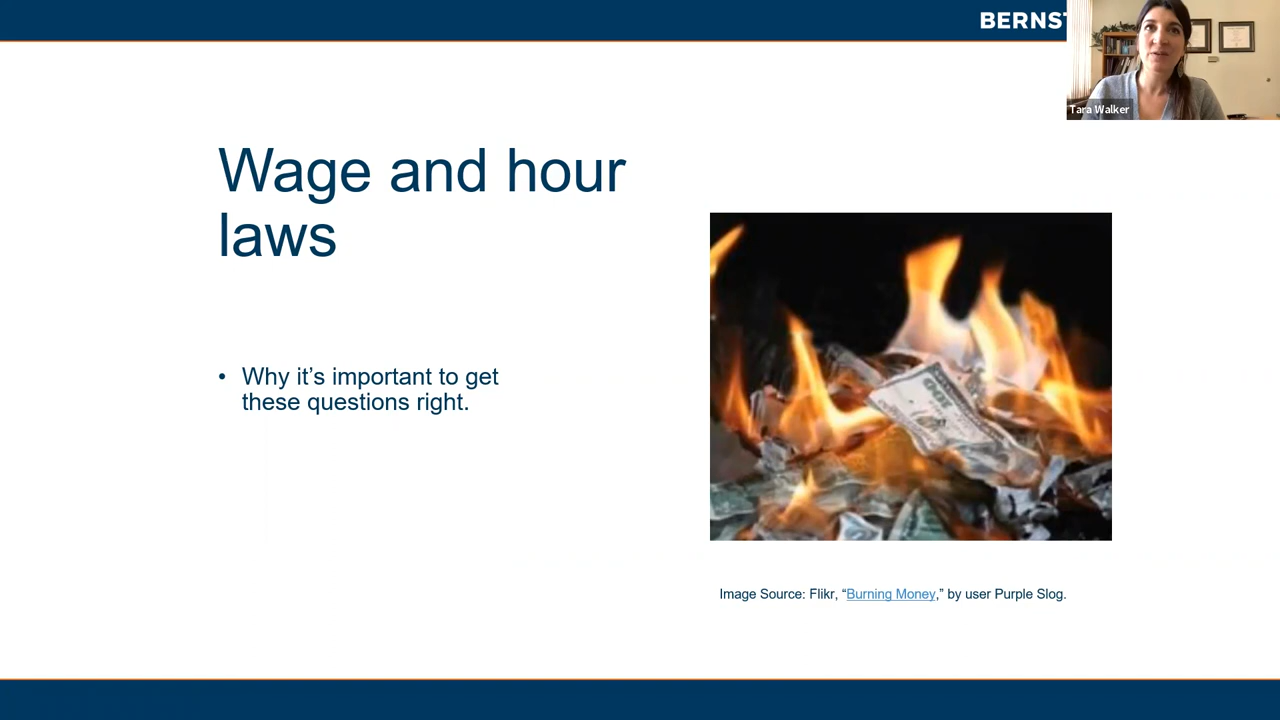 BERNST
Tara Walker
Wage and hour
laws
• Why it’s important to get
these questions right.
Image Source: Flikr, “Burning Money,” by user Purple Slog.